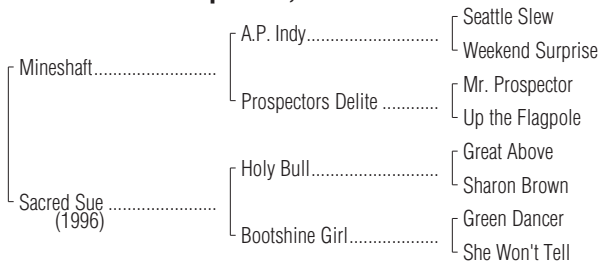 Seattle Slew
A.P. Indy..............................
Weekend Surprise
Mineshaft............................
Mr. Prospector
Prospectors Delite .............
Up the Flagpole
Great Above
Holy Bull.............................
Sharon Brown
Sacred Sue .........................
(1996)
Green Dancer
Bootshine Girl.....................
She Won't Tell